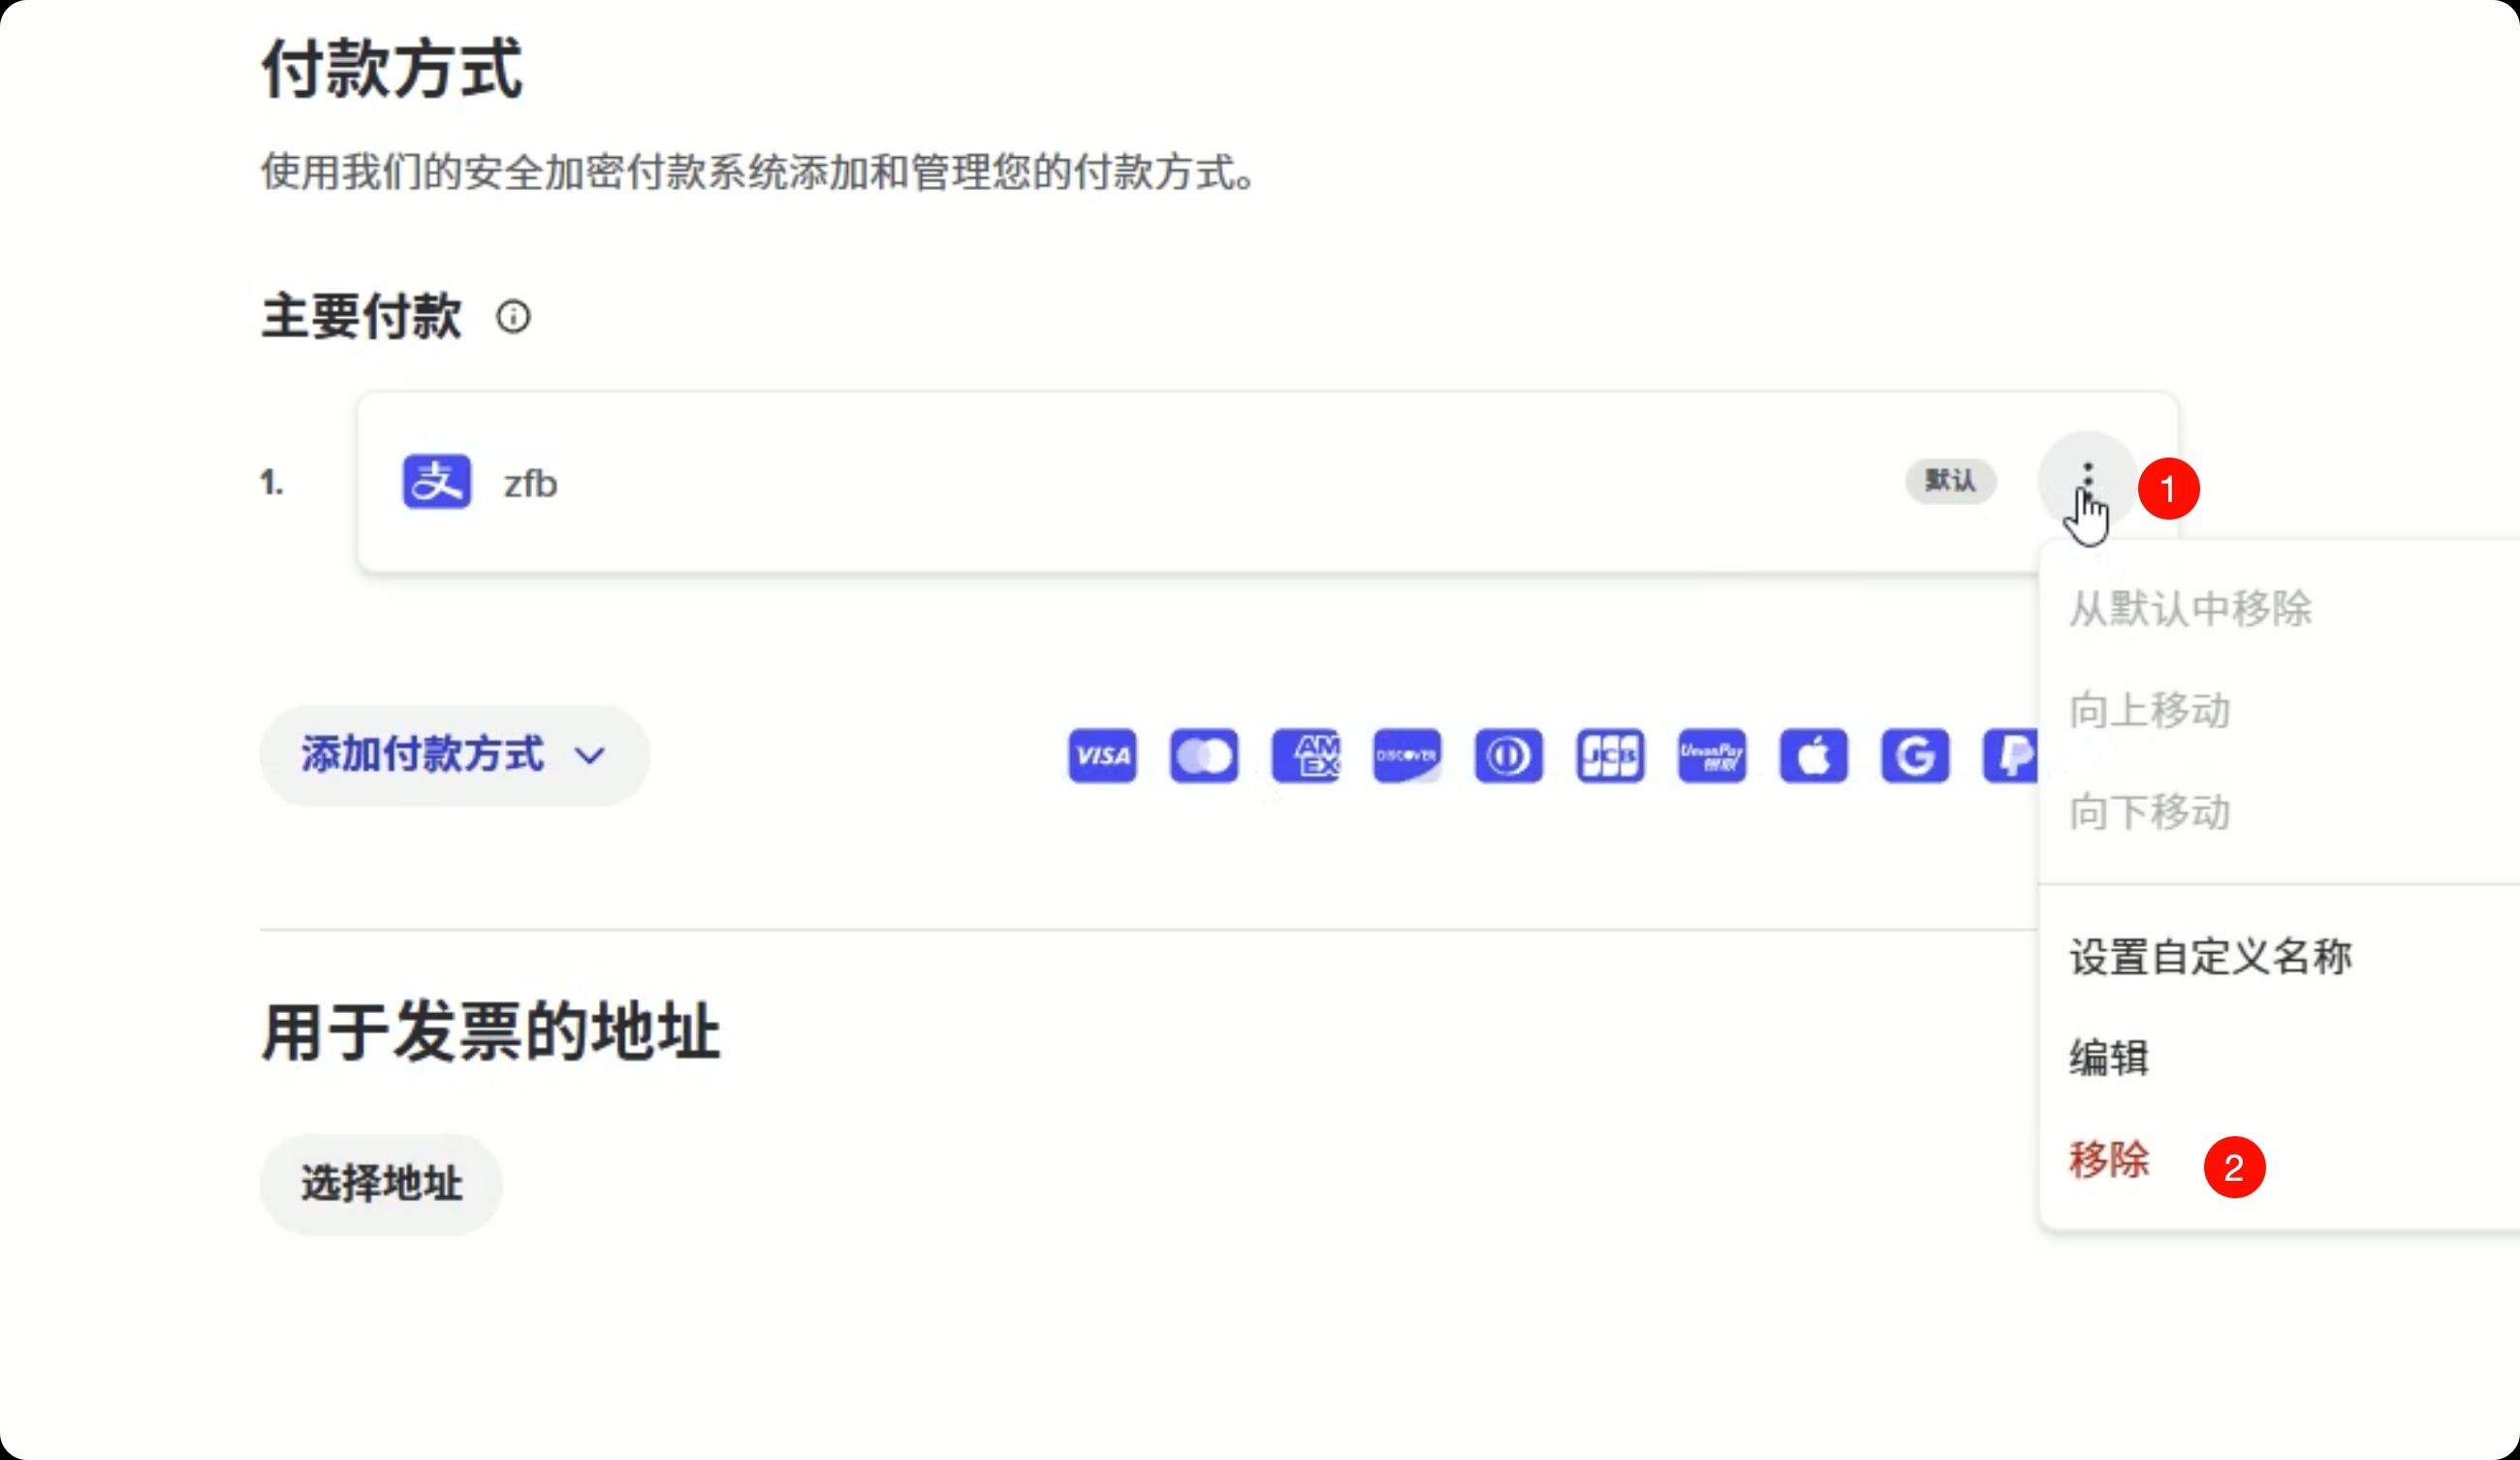 付款方式
使用我们的安全加密付款系统添加和管理您的付款方式。
主要付款
1. 支 zfb 默认 1
从默认中移除
向上移动
添加付款方式 VISA AM EX DISCOVER JCB UnionPay 银联 G P
向下移动
设置自定义名称
用于发票的地址
编辑
移除 2
选择地址